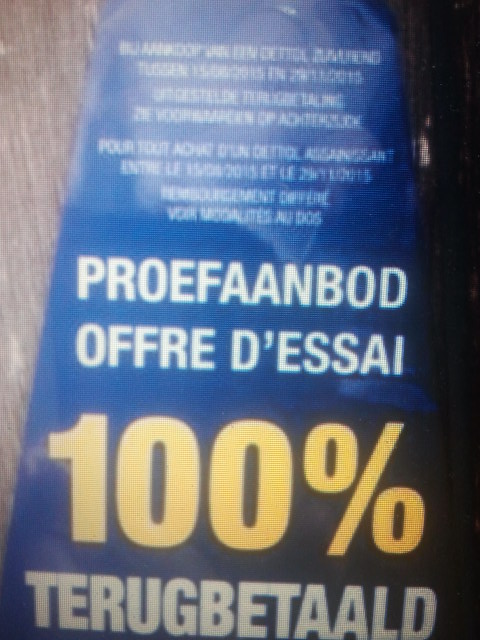 BIJ AANKOOP VAN EEN DETTOL ZUIVEREND
TUSSEN 15/08/2015 EN 29/11/2015
UITGESTELDE TERUGBETALING
ZIE VOORWAARDEN OP ACHTERZIJDE
POUR TOUT ACHAT D'UN DETTOL ASSAINISSANT
ENTRE LE 15/08/2015 ET LE 29/11/2015
REMBOURSEMENT DIFFÉRÉ
VOIR MODALITÉS AU DOS
PROEFAANBOD
OFFRE D'ESSAI
100%
TERUGBETAALD